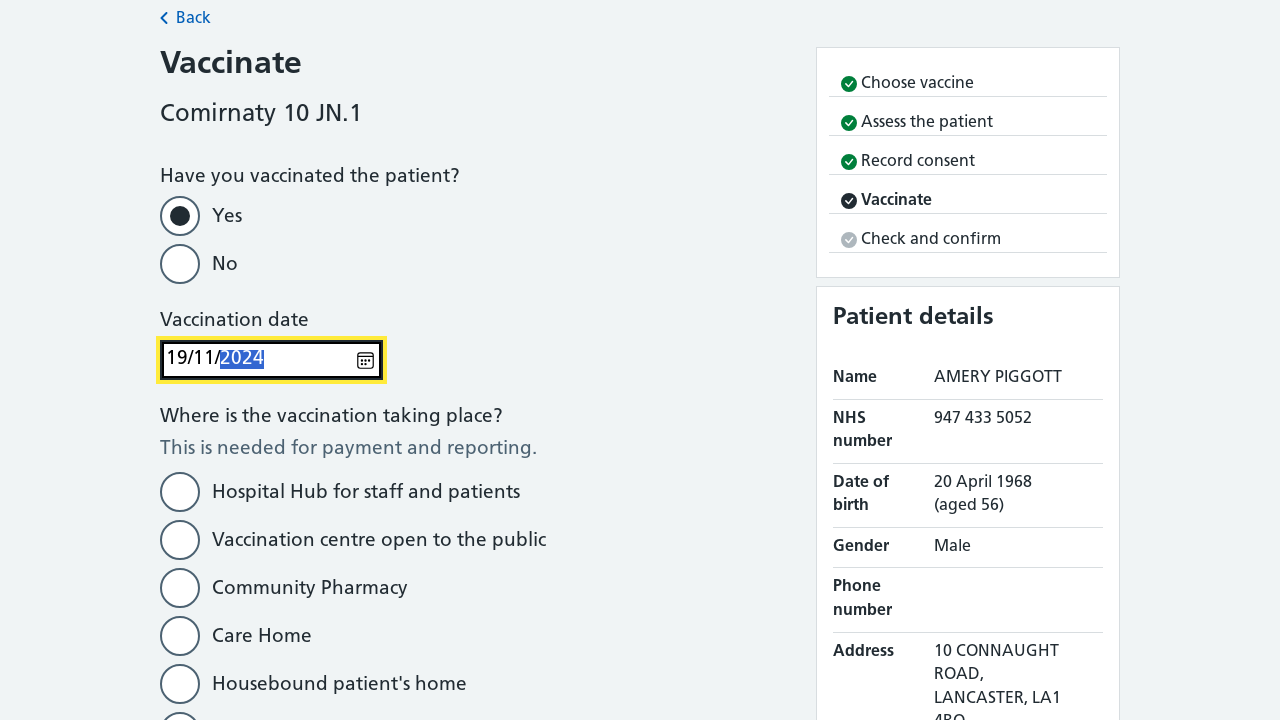 Back
Vaccinate
Comirnaty 10 JN.1
Have you vaccinated the patient?
Yes
No
Vaccination date
19/11/2024
Where is the vaccination taking place?
This is needed for payment and reporting.
Hospital Hub for staff and patients
Vaccination centre open to the public
Community Pharmacy
Care Home
Housebound patient's home
Choose vaccine
Assess the patient
Record consent
Vaccinate
Check and confirm
Patient details
Name AMERY PIGGOTT
NHS number 947 433 5052
Date of birth 20 April 1968 (aged 56)
Gender Male
Phone number
Address 10 CONNAUGHT
ROAD,
LANCASTER, LA1